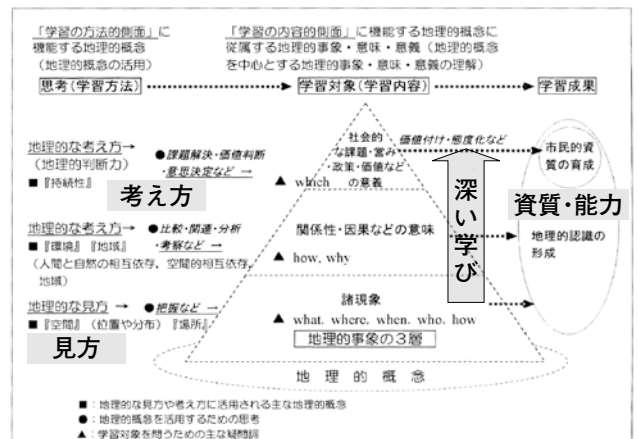 「学習の方法的側面」に
機能する地理的概念
（地理的概念の活用）
「学習の内容的側面」に機能する地理的概念に
従属する地理的事象・意味・意義（地理的概念
を中心とする地理的事象・意味・意義の理解）
思考（学習方法）
学習対象（学習内容）
学習成果
地理的な考え方→
（地理的判断力）
■『持続性』
考え方
●課題解決・価値判断
・意思決定など→
社会的
な課題・営み
・政策・価値など
の意義
▲ which
価値付け・態度化など
市民的資
質の育成
地理的な考え方→
■『環境』『地域』
（人間と自然の相互依存，空間的相互依存，
地域）
●比較・関連・分析
・考察など→
関係性・因果などの意味
▲ how, why
深い学び
資質・能力
地理的認識の
形成
地理的な見方 →
■『空間』（位置や分布）『場所』
見方
●把握など→
諸現象
▲ what, where, when, who, how
地理的事象の３層
地 理 的 概 念
■：地理的な見方や考え方に活用される主な地理的概念
●：地理的概念を活用するための思考
▲：学習対象を問うための主な疑問詞